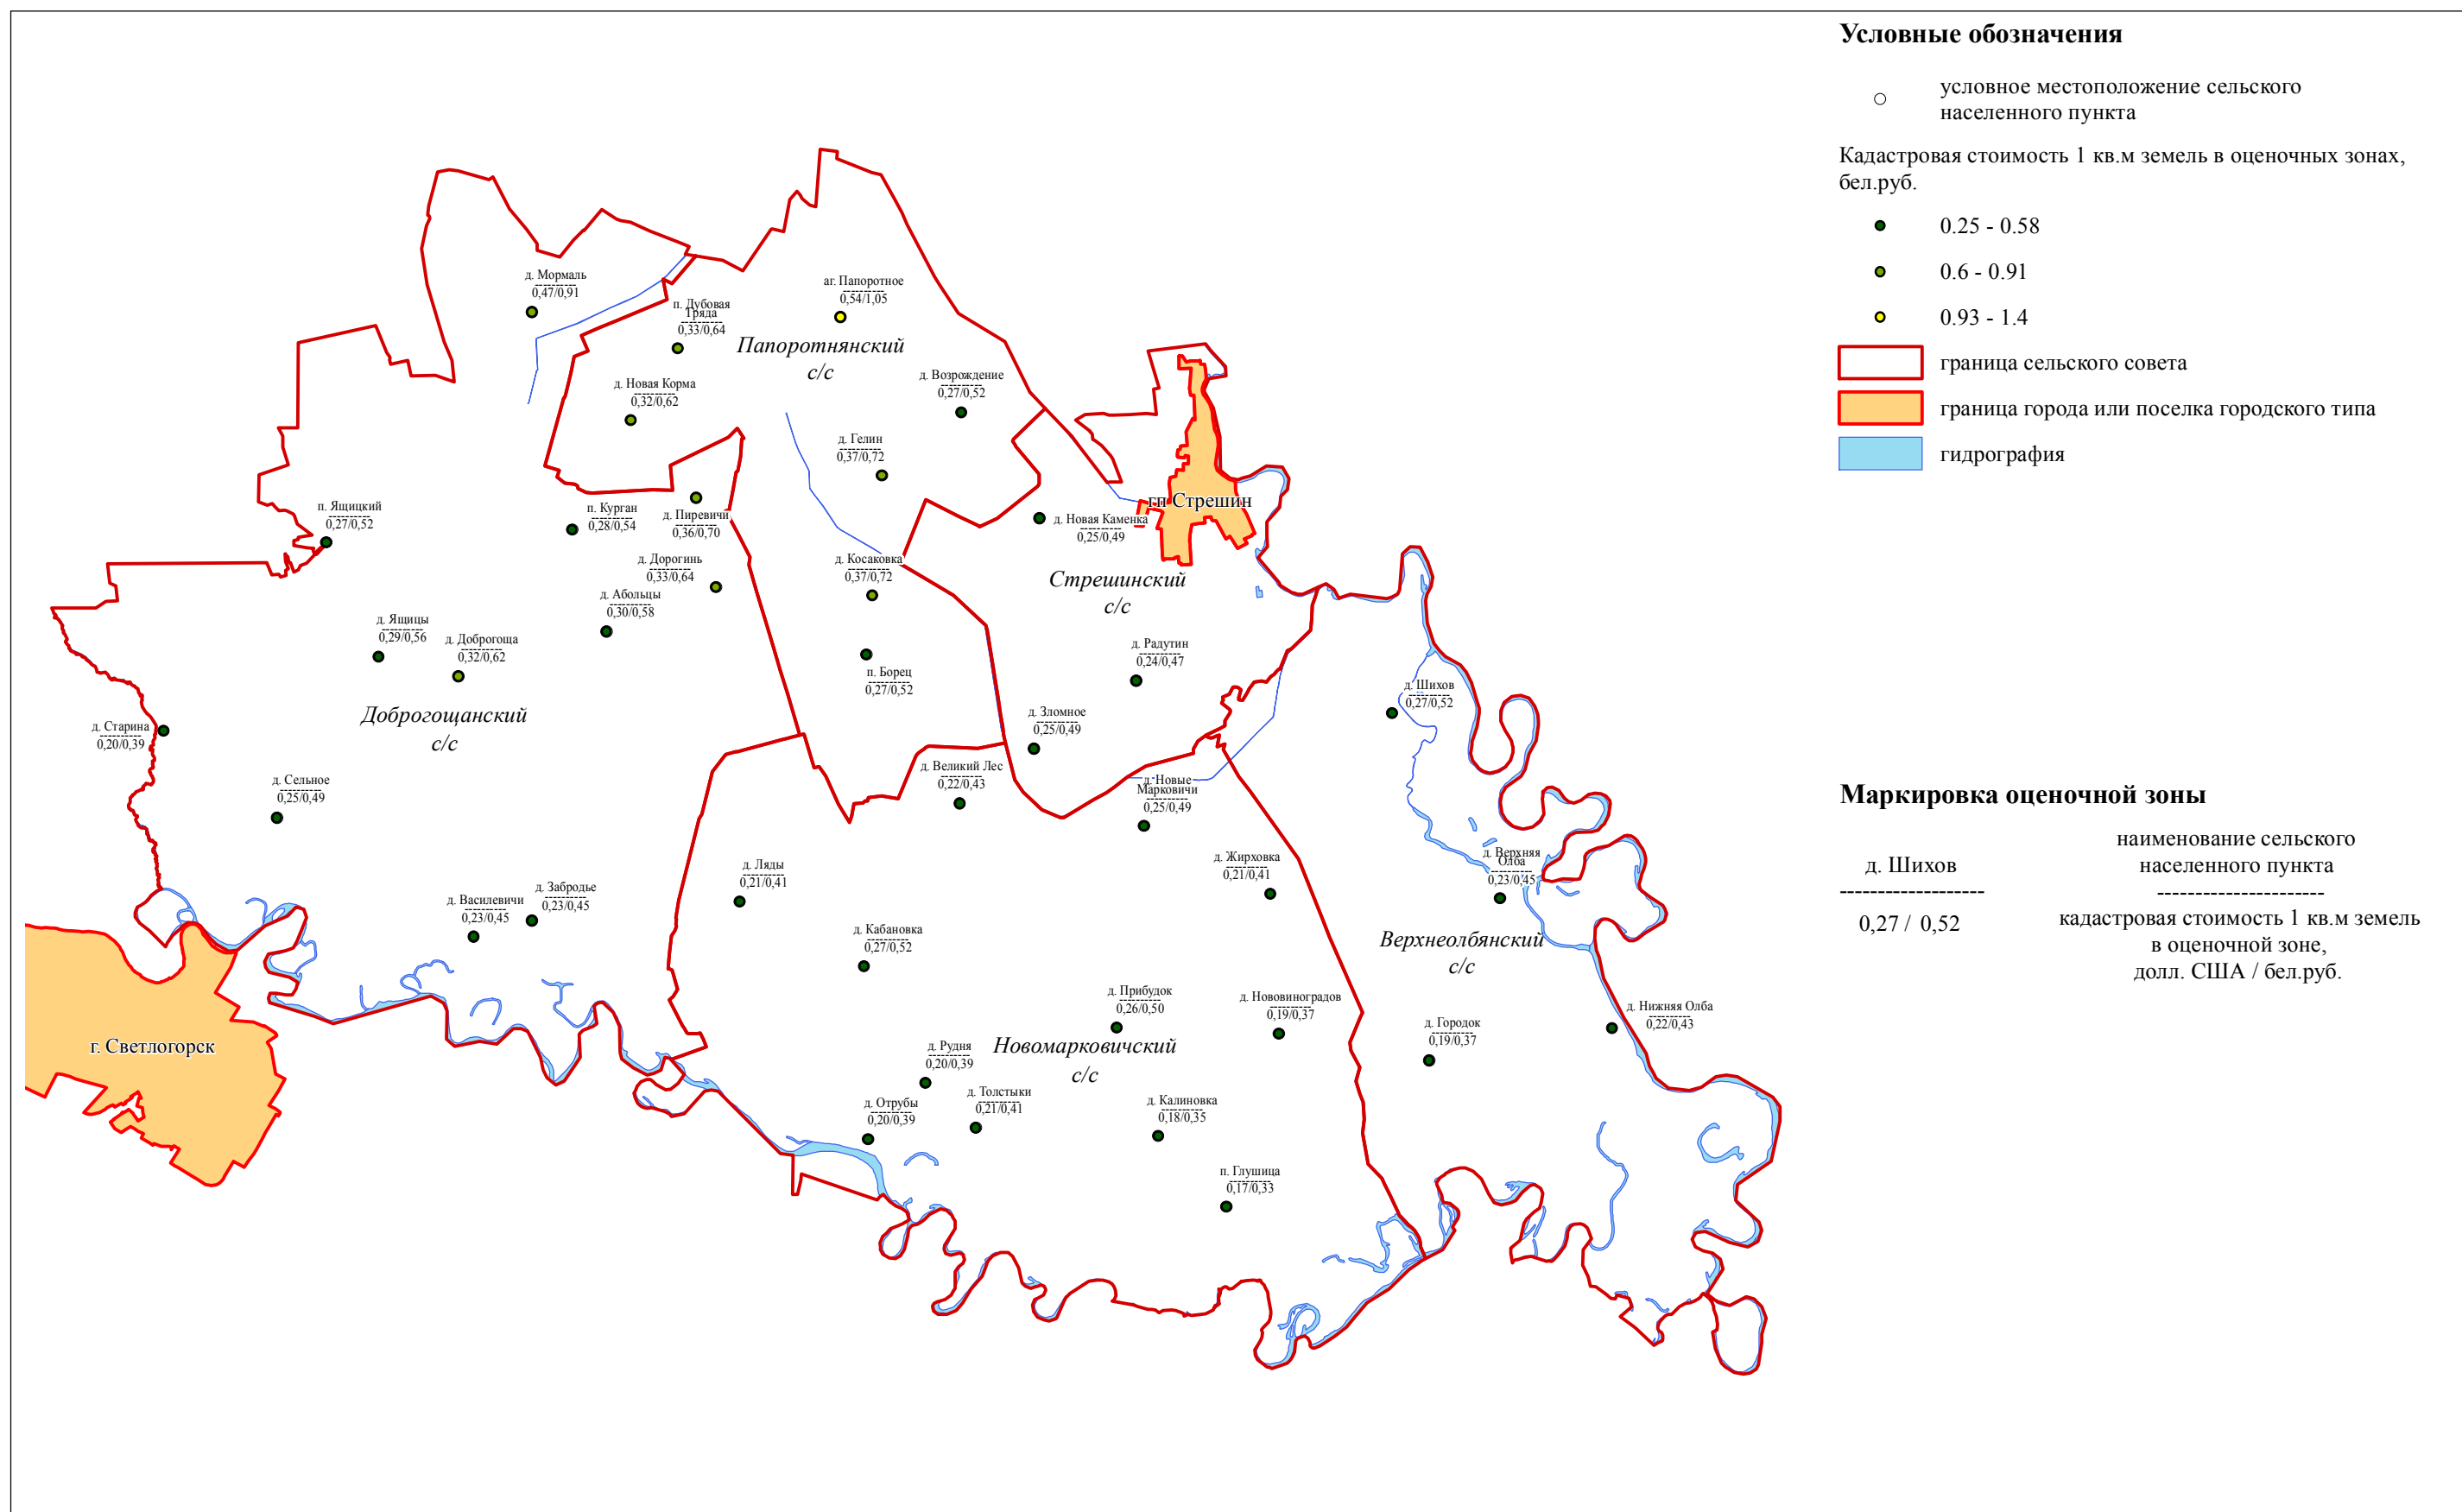 Условные обозначения
условное местоположение сельского
населенного пункта
Кадастровая стоимость 1 кв.м земель в оценочных зонах,
бел.руб.
0.25 - 0.58
0.6 - 0.91
0.93 - 1.4
граница сельского совета
граница города или поселка городского типа
гидрография
Маркировка оценочной зоны
д. Шихов
-------------------
0,27 / 0,52
наименование сельского
населенного пункта
----------------------
кадастровая стоимость 1 кв.м земель
в оценочной зоне,
долл. США / бел.руб.
д. Мормаль
----------
0,47/0,91
п. Дубовая
Гряда
----------
0,33/0,64
аг. Папоротное
----------
0,54/1,05
Папоротнянский
с/с
д. Новая Корма
----------
0,32/0,62
д. Возрождение
----------
0,27/0,52
д. Гелин
----------
0,37/0,72
п. Ящицкий
----------
0,27/0,52
п. Курган
----------
0,28/0,54
д. Пиревичи
----------
0,36/0,70
д. Новая Каменка
----------
0,25/0,49
гп Стрешин
д. Дорогинь
----------
0,33/0,64
д. Косаковка
----------
0,37/0,72
Стрешинский
с/с
д. Абольцы
----------
0,30/0,58
д. Ящицы
----------
0,29/0,56
д. Доброгоща
----------
0,32/0,62
п. Борец
----------
0,27/0,52
д. Радутин
----------
0,24/0,47
д. Шихов
----------
0,27/0,52
Доброгощанский
с/с
д. Старина
----------
0,20/0,39
д. Зломное
----------
0,25/0,49
д. Сельное
----------
0,25/0,49
д. Великий Лес
----------
0,22/0,43
д. Новые
Марковичи
----------
0,25/0,49
д. Ляды
----------
0,21/0,41
д. Жирховка
----------
0,21/0,41
д. Верхняя
Олба
----------
0,23/0,45
д. Василевичи
----------
0,23/0,45
д. Забродье
----------
0,23/0,45
д. Кабановка
----------
0,27/0,52
Верхнеолбянский
с/с
д. Прибудок
----------
0,26/0,50
д. Нововиноградов
----------
0,19/0,37
д. Городок
----------
0,19/0,37
д. Нижняя Олба
----------
0,22/0,43
г. Светлогорск
д. Рудня
----------
0,20/0,39
Новомарковичский
с/с
д. Отрубы
----------
0,20/0,39
д. Толстыки
----------
0,21/0,41
д. Калиновка
----------
0,18/0,35
п. Глушица
----------
0,17/0,33